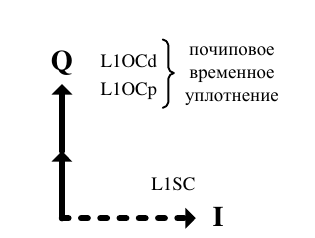 почиповое
Q L1OCd временное
L1OCp уплотнение
L1SC
I